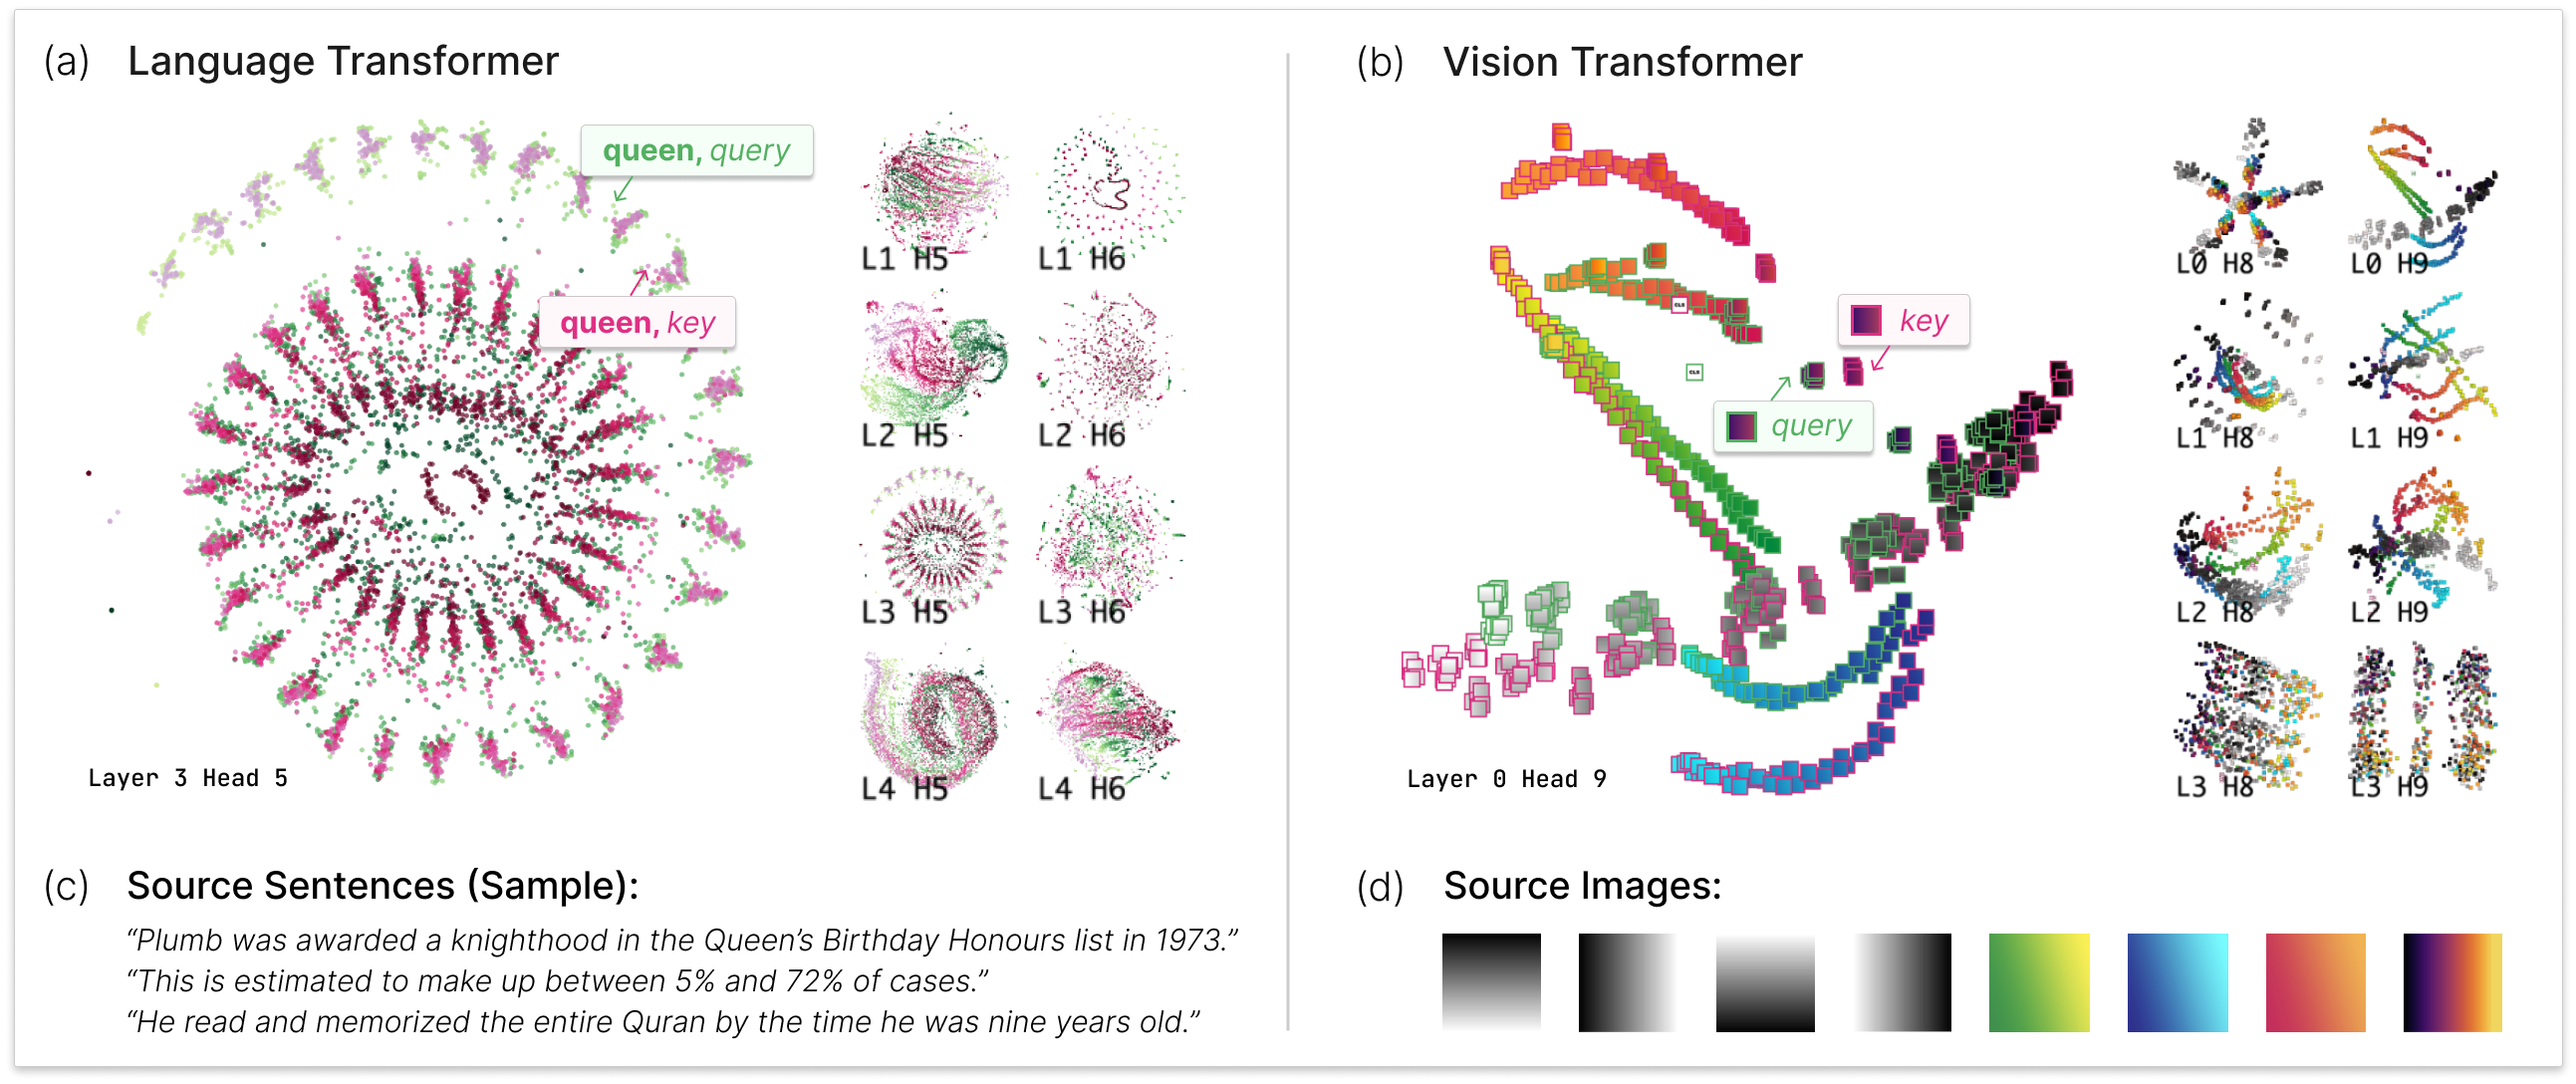 (a) Language Transformer
queen, query
queen, key
Layer 3 Head 5
L1 H5
L1 H6
L2 H5
L2 H6
L3 H5
L3 H6
L4 H5
L4 H6
(b) Vision Transformer
CLS
CLS
key
query
Layer 0 Head 9
L0 H8
L0 H9
L1 H8
L1 H9
L2 H8
L2 H9
L3 H8
L3 H9
(c) Source Sentences (Sample):
“Plumb was awarded a knighthood in the Queen’s Birthday Honours list in 1973.”
“This is estimated to make up between 5% and 72% of cases.”
“He read and memorized the entire Quran by the time he was nine years old.”
(d) Source Images: